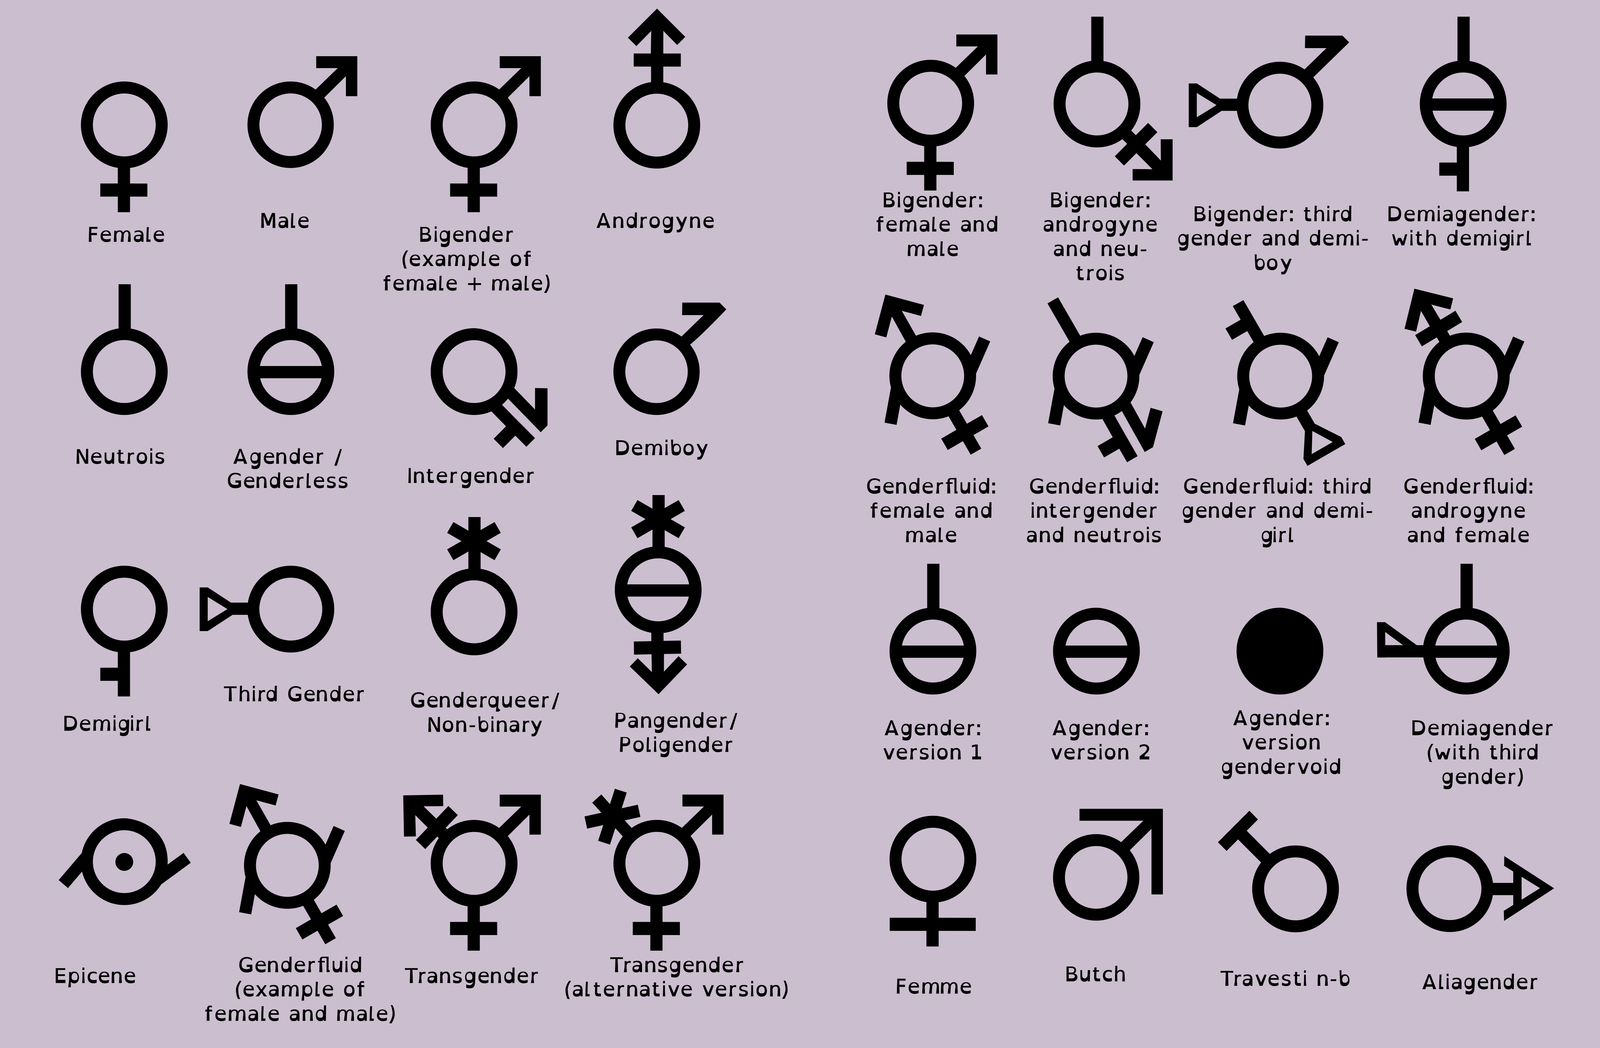 Female
Male
Bigender
(example of
female + male)
Androgyne
Neutrois
Agender /
Genderless
Intergender
Demiboy
Demigirl
Third Gender
Genderqueer/
Non-binary
Pangender/
Poligender
Epicene
Genderfluid
(example of
female and male)
Transgender
Transgender
(alternative version)
Bigender:
female and
male
Bigender:
androgyne
and neu-
trois
Bigender: third
gender and demi-
boy
Demiagender:
with demigirl
Genderfluid:
female and
male
Genderfluid:
intergender
and neutrois
Genderfluid: third
gender and demi-
girl
Genderfluid:
androgyne
and female
Agender:
version 1
Agender:
version 2
Agender:
version
gendervoid
Demiagender
(with third
gender)
Femme
Butch
Travesti n-b
Aliagender